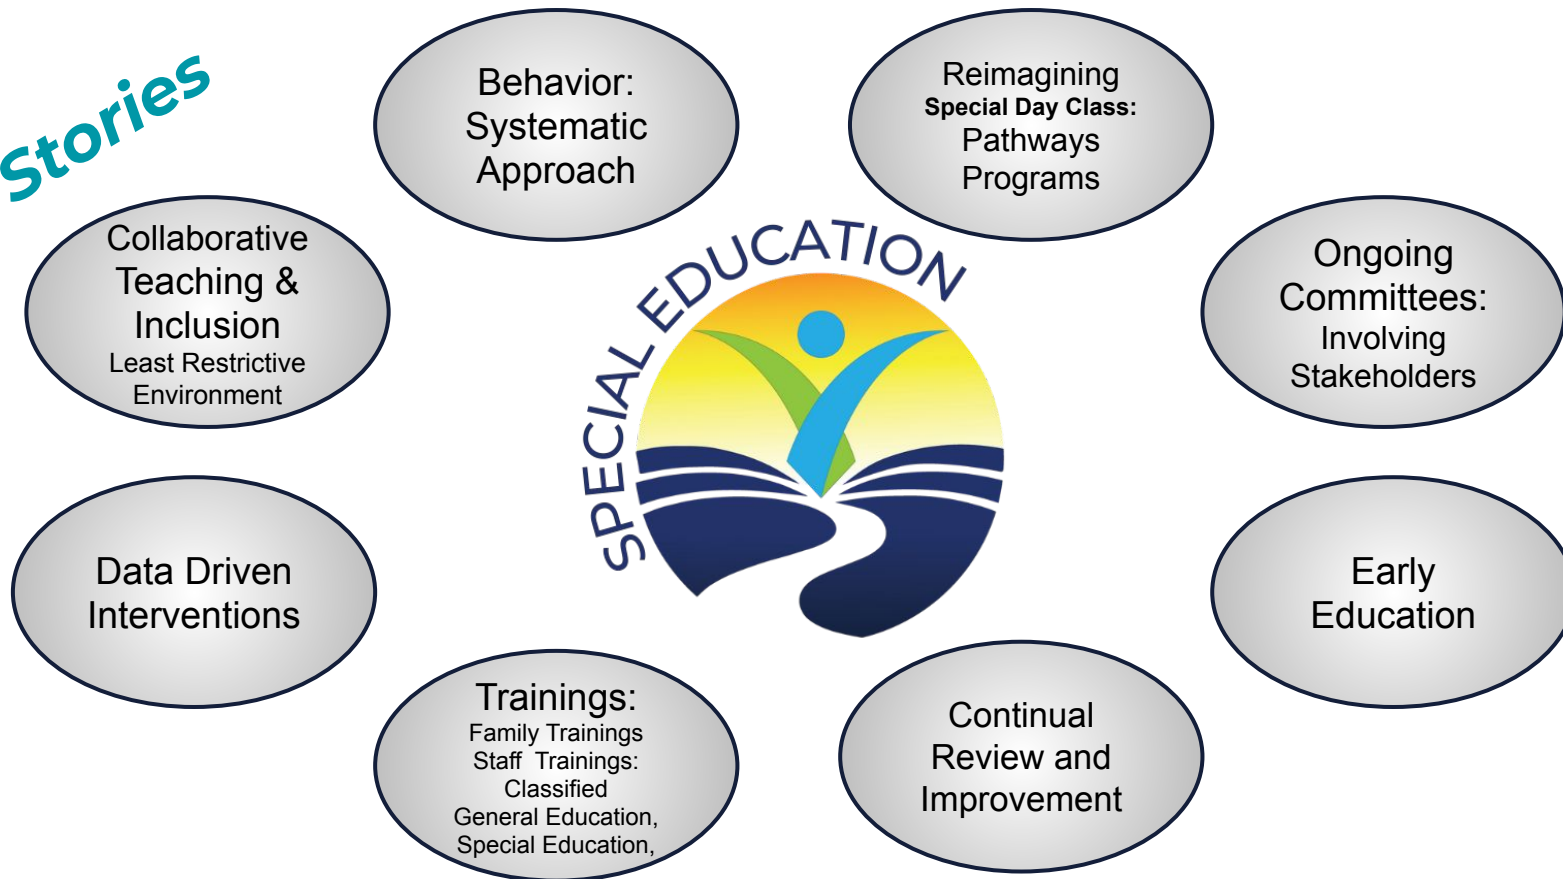 Stories
Behavior:
Systematic
Approach
Reimagining
Special Day Class:
Pathways
Programs
Collaborative
Teaching &
Inclusion
Least Restrictive
Environment
SPECIAL EDUCATION
Ongoing
Committees:
Involving
Stakeholders
Data Driven
Interventions
Early
Education
Trainings:
Family Trainings
Staff  Trainings:
Classified
General Education,
Special Education,
Continual
Review and
Improvement